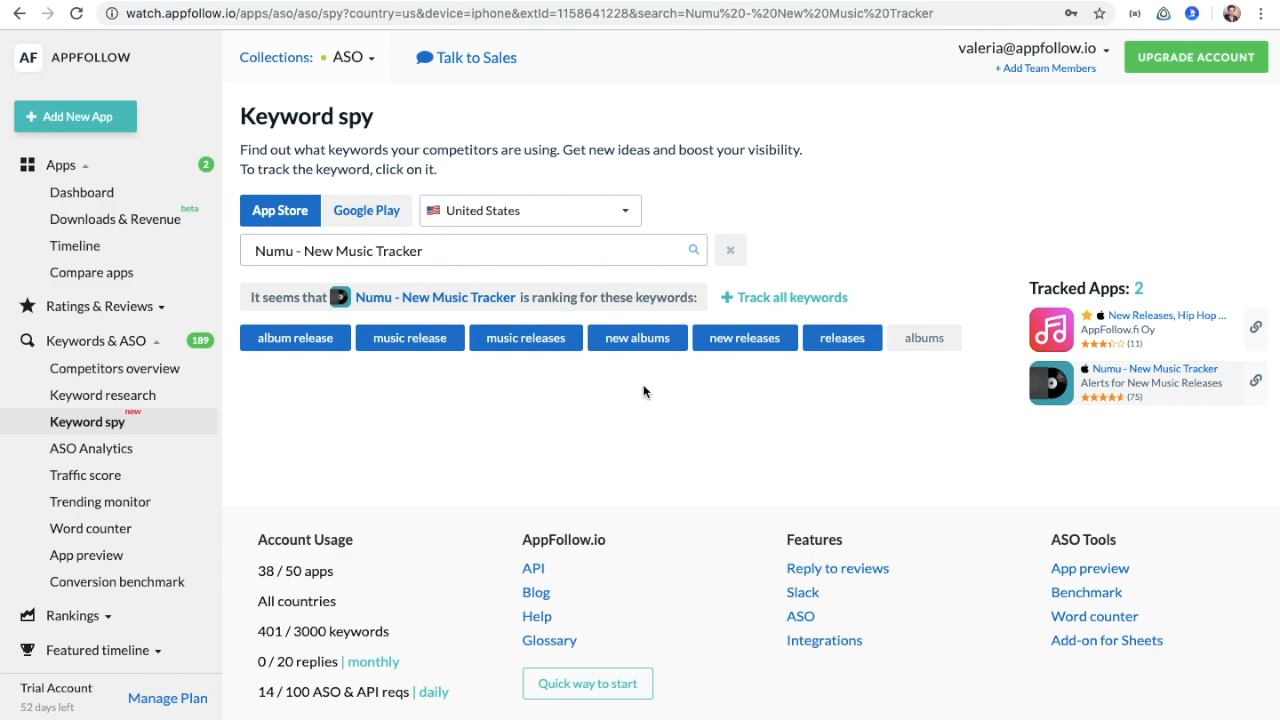 watch.appfollow.io/apps/aso/aso/spy?country=us&device=iphone&extId=1158641228&search=Numu%20-%20New%20Music%20Tracker
AF APPFOLLOW
Collections: ASO
Talk to Sales
valeria@appfollow.io
+ Add Team Members
UPGRADE ACCOUNT
+ Add New App
Apps 2
Dashboard
Downloads & Revenue beta
Timeline
Compare apps
Ratings & Reviews
Keywords & ASO 189
Competitors overview
Keyword research
Keyword spy new
ASO Analytics
Traffic score
Trending monitor
Word counter
App preview
Conversion benchmark
Rankings
Featured timeline
Trial Account
52 days left
Manage Plan
Keyword spy
Find out what keywords your competitors are using. Get new ideas and boost your visibility.
To track the keyword, click on it.
App Store Google Play United States
Numu - New Music Tracker
It seems that Numu - New Music Tracker is ranking for these keywords: + Track all keywords
album release music release music releases new albums new releases releases albums
Tracked Apps: 2
New Releases, Hip Hop ...
AppFollow.fi Oy
(11)
Numu - New Music Tracker
Alerts for New Music Releases
(75)
Account Usage
38 / 50 apps
All countries
401 / 3000 keywords
0 / 20 replies | monthly
14 / 100 ASO & API reqs | daily
AppFollow.io
API
Blog
Help
Glossary
Quick way to start
Features
Reply to reviews
Slack
ASO
Integrations
ASO Tools
App preview
Benchmark
Word counter
Add-on for Sheets